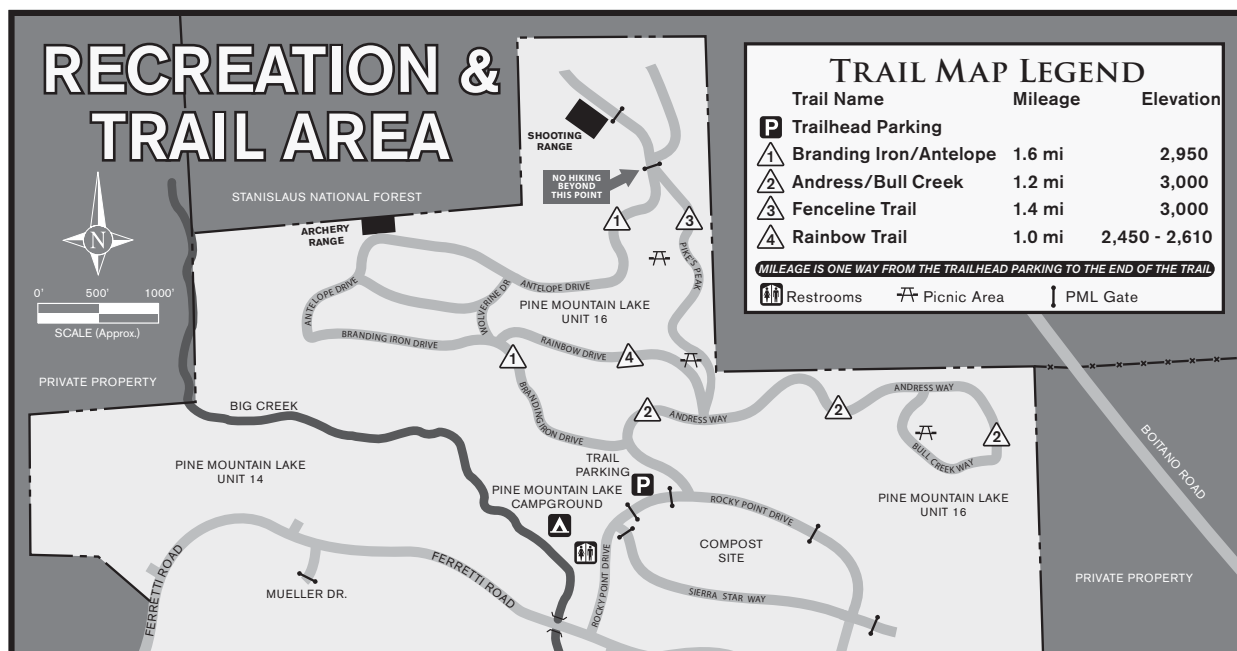 RECREATION &
TRAIL AREA
TRAIL MAP LEGEND
Trail Name Mileage Elevation
P Trailhead Parking
1 Branding Iron/Antelope 1.6 mi 2,950
2 Andress/Bull Creek 1.2 mi 3,000
3 Fenceline Trail 1.4 mi 3,000
4 Rainbow Trail 1.0 mi 2,450 - 2,610
MILEAGE IS ONE WAY FROM THE TRAILHEAD PARKING TO THE END OF THE TRAIL
Restrooms Picnic Area PML Gate
SHOOTING
RANGE
NO HIKING
BEYOND
THIS POINT
STANISLAUS NATIONAL FOREST
ARCHERY
RANGE
N
0' 500' 1000'
SCALE (Approx.)
PRIVATE PROPERTY
1
3
PIKE'S PEAK
ANTELOPE DRIVE
WOLVERINE DR
ANTELOPE DRIVE
PINE MOUNTAIN LAKE
UNIT 16
BRANDING IRON DRIVE
RAINBOW DRIVE
1
4
BIG CREEK
BRANDING IRON DRIVE
2
ANDRESS WAY
2
ANDRESS WAY
2
BULL CREEK WAY
BOITANO ROAD
TRAIL
PARKING
P
PINE MOUNTAIN LAKE
UNIT 14
PINE MOUNTAIN LAKE
CAMPGROUND
ROCKY POINT DRIVE
PINE MOUNTAIN LAKE
UNIT 16
COMPOST
SITE
FERRETTI ROAD
FERRETTI ROAD
MUELLER DR.
ROCKY POINT DRIVE
SIERRA STAR WAY
PRIVATE PROPERTY